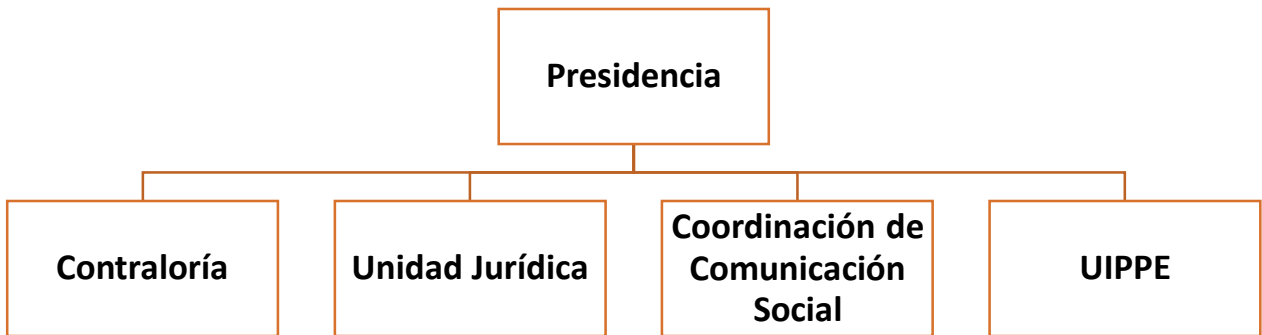 Presidencia
Contraloría
Unidad Jurídica
Coordinación de
Comunicación
Social
UIPPE